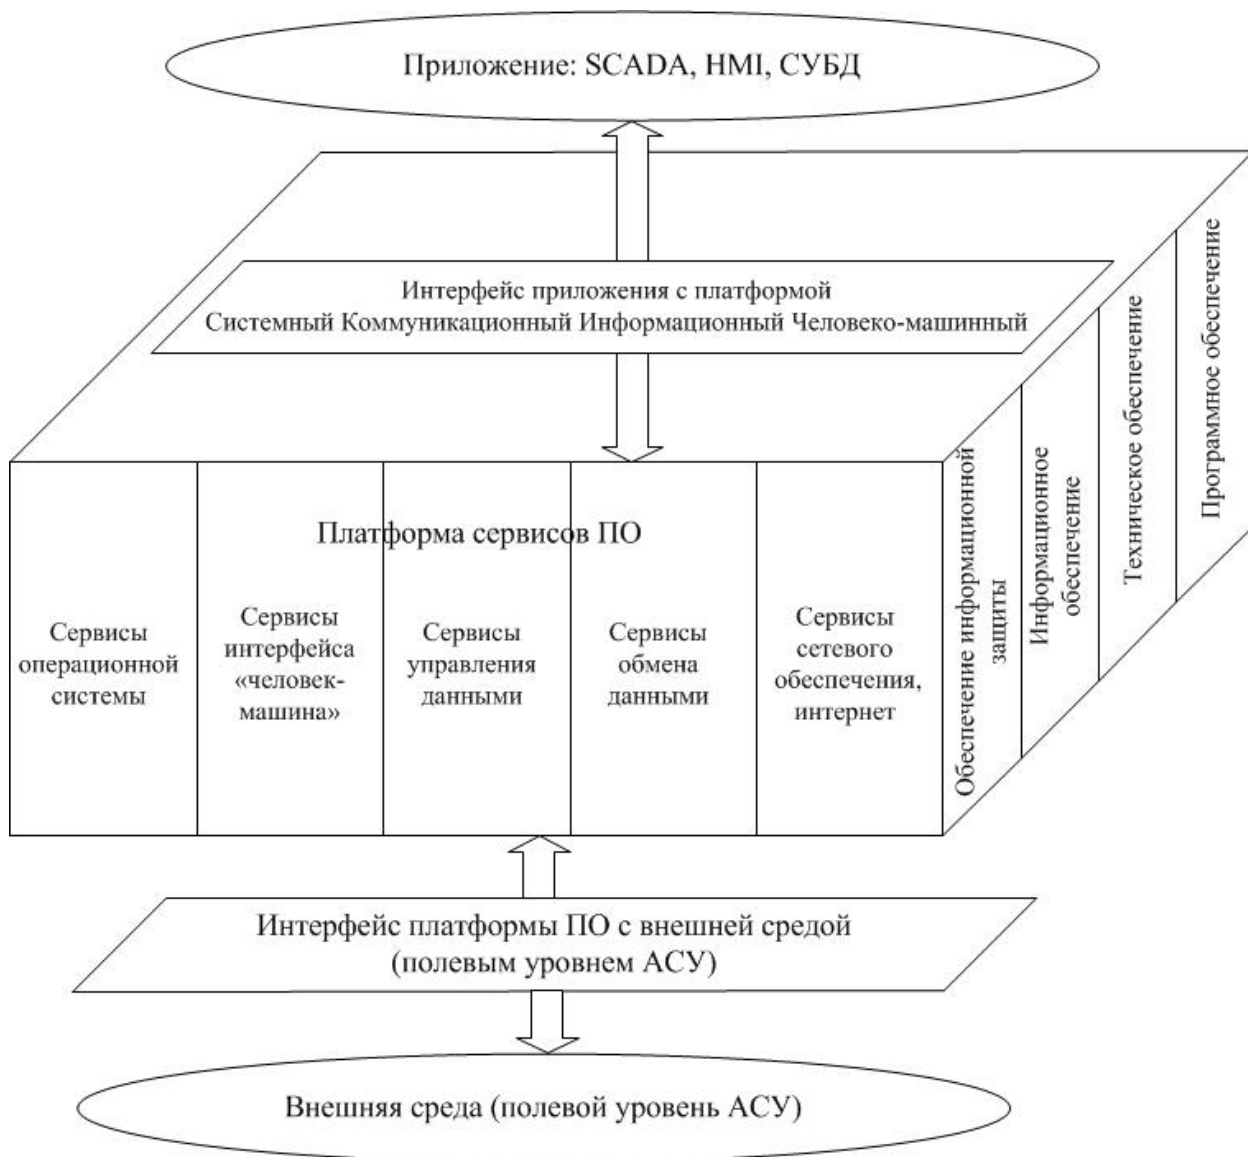 Приложение: SCADA, HMI, СУБД
Интерфейс приложения с платформой
Системный Коммуникационный Информационный Человеко-машинный
Платформа сервисов ПО
Сервисы
операционной
системы
Сервисы
интерфейса
«человек-
машина»
Сервисы
управления
данными
Сервисы
обмена
данными
Сервисы
сетевого
обеспечения,
интернет
Обеспечение информационной
защиты
Информационное
обеспечение
Техническое обеспечение
Программное обеспечение
Интерфейс платформы ПО с внешней средой
(полевым уровнем АСУ)
Внешняя среда (полевой уровень АСУ)